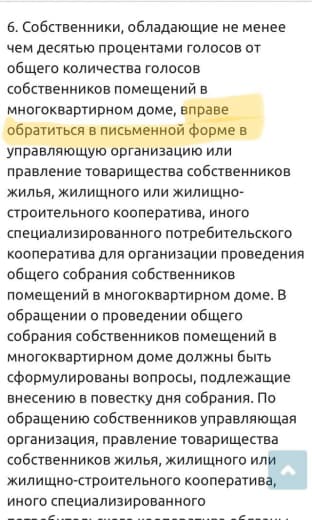 6. Собственники, обладающие не менее
чем десятью процентами голосов от
общего количества голосов
собственников помещений в
многоквартирном доме, вправе
обратиться в письменной форме в
управляющую организацию или
правление товарищества собственников
жилья, жилищного или жилищно-
строительного кооператива, иного
специализированного потребительского
кооператива для организации проведения
общего собрания собственников
помещений в многоквартирном доме. В
обращении о проведении общего
собрания собственников помещений в
многоквартирном доме должны быть
сформулированы вопросы, подлежащие
внесению в повестку дня собрания. По
обращению собственников управляющая
организация, правление товарищества
собственников жилья, жилищного или
жилищно-строительного кооператива,
иного специализированного